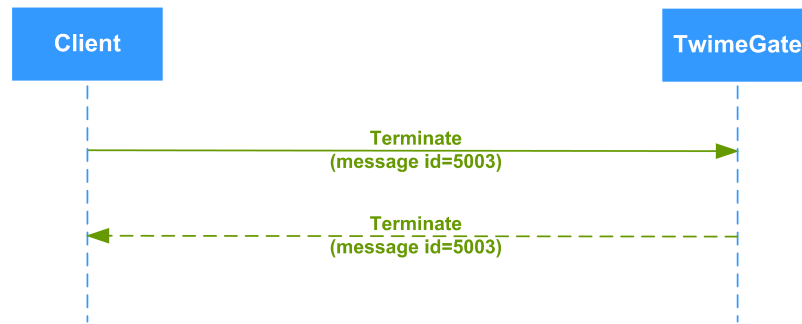 Client
TwimeGate
Terminate
(message id=5003)
Terminate
(message id=5003)